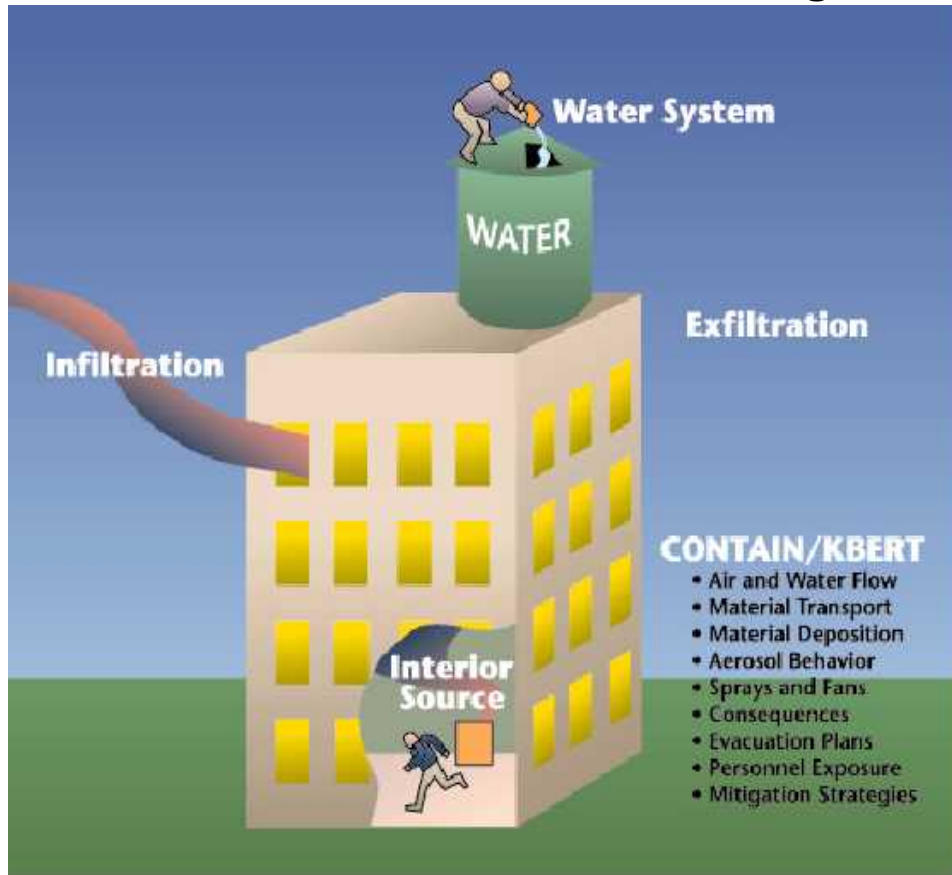 Water System
WATER
Infiltration
Exfiltration
Interior
Source
CONTAIN/KBERT
• Air and Water Flow
• Material Transport
• Material Deposition
• Aerosol Behavior
• Sprays and Fans
• Consequences
• Evacuation Plans
• Personnel Exposure
• Mitigation Strategies